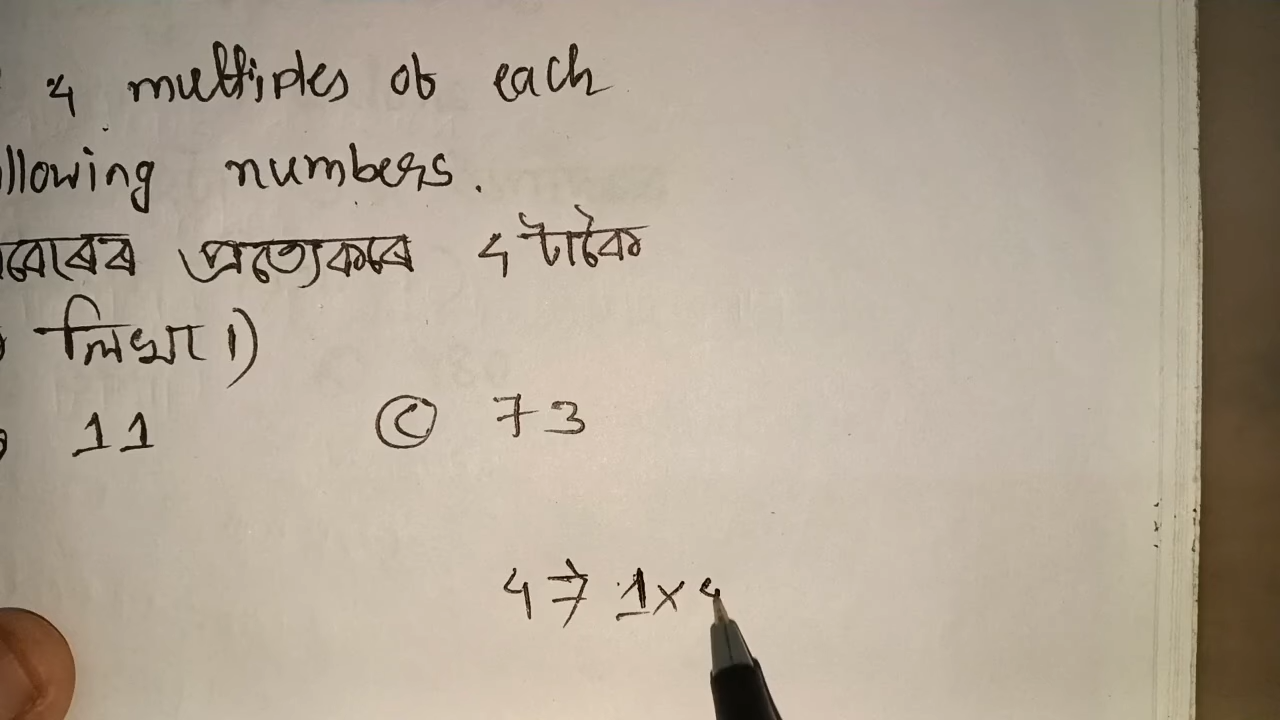 4 multiples of each
llowing numbers.
বোৰৰ প্ৰত্যেকৰে 4 টাকৈ
লিখা।)
11 Ⓒ 73
4 ⇒ 1 × 4